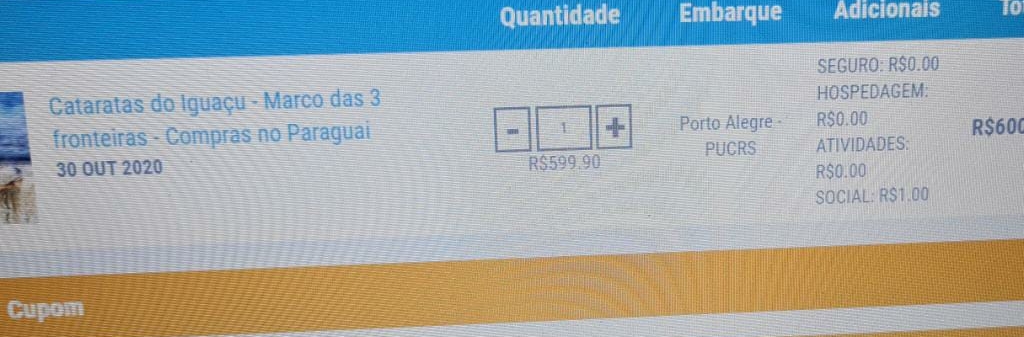 Quantidade
Embarque
Adicionais
Cataratas do Iguaçu - Marco das 3
fronteiras - Compras no Paraguai
30 OUT 2020
- 1 +
R$599.90
Porto Alegre -
PUCRS
SEGURO: R$0.00
HOSPEDAGEM:
R$0.00
ATIVIDADES:
R$0.00
SOCIAL: R$1.00
R$600
Cupom